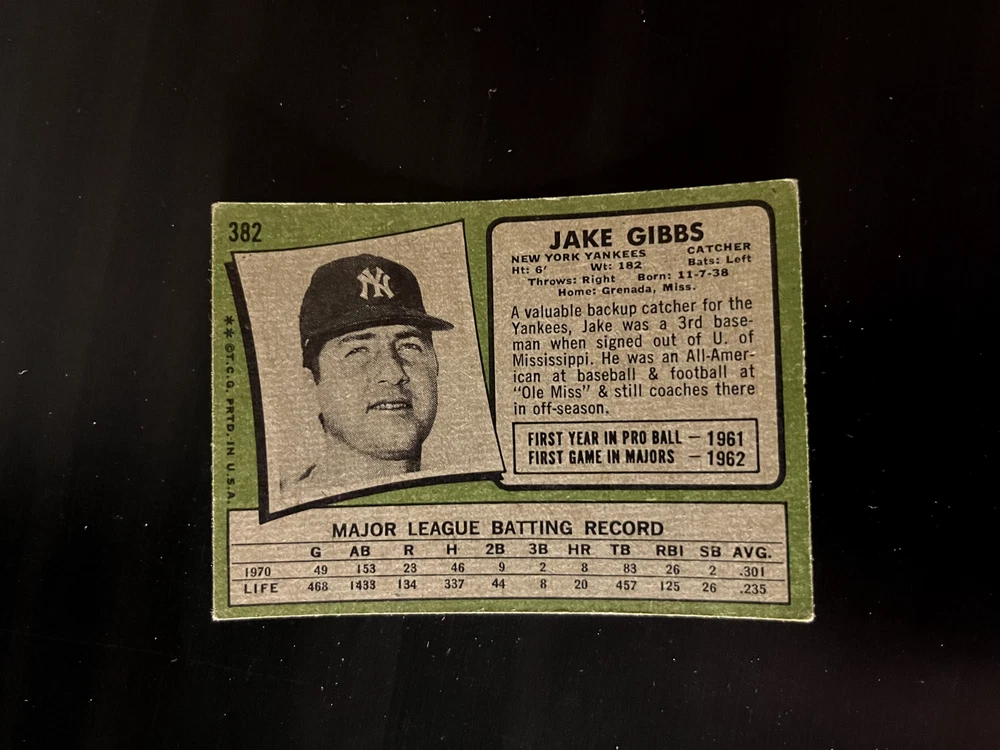 382
** ©T.C.G. PRTD. IN U.S.A.
NY
JAKE GIBBS
NEW YORK YANKEES CATCHER
Ht: 6' Wt: 182 Bats: Left
Throws: Right Born: 11-7-38
Home: Grenada, Miss.
A valuable backup catcher for the
Yankees, Jake was a 3rd base-
man when signed out of U. of
Mississippi. He was an All-Amer-
ican at baseball & football at
"Ole Miss" & still coaches there
in off-season.
FIRST YEAR IN PRO BALL — 1961
FIRST GAME IN MAJORS — 1962
MAJOR LEAGUE BATTING RECORD
G AB R H 2B 3B HR TB RBI SB AVG.
1970 49 153 23 46 9 2 8 83 26 2 .301
LIFE 468 1433 134 337 44 8 20 457 125 26 .235